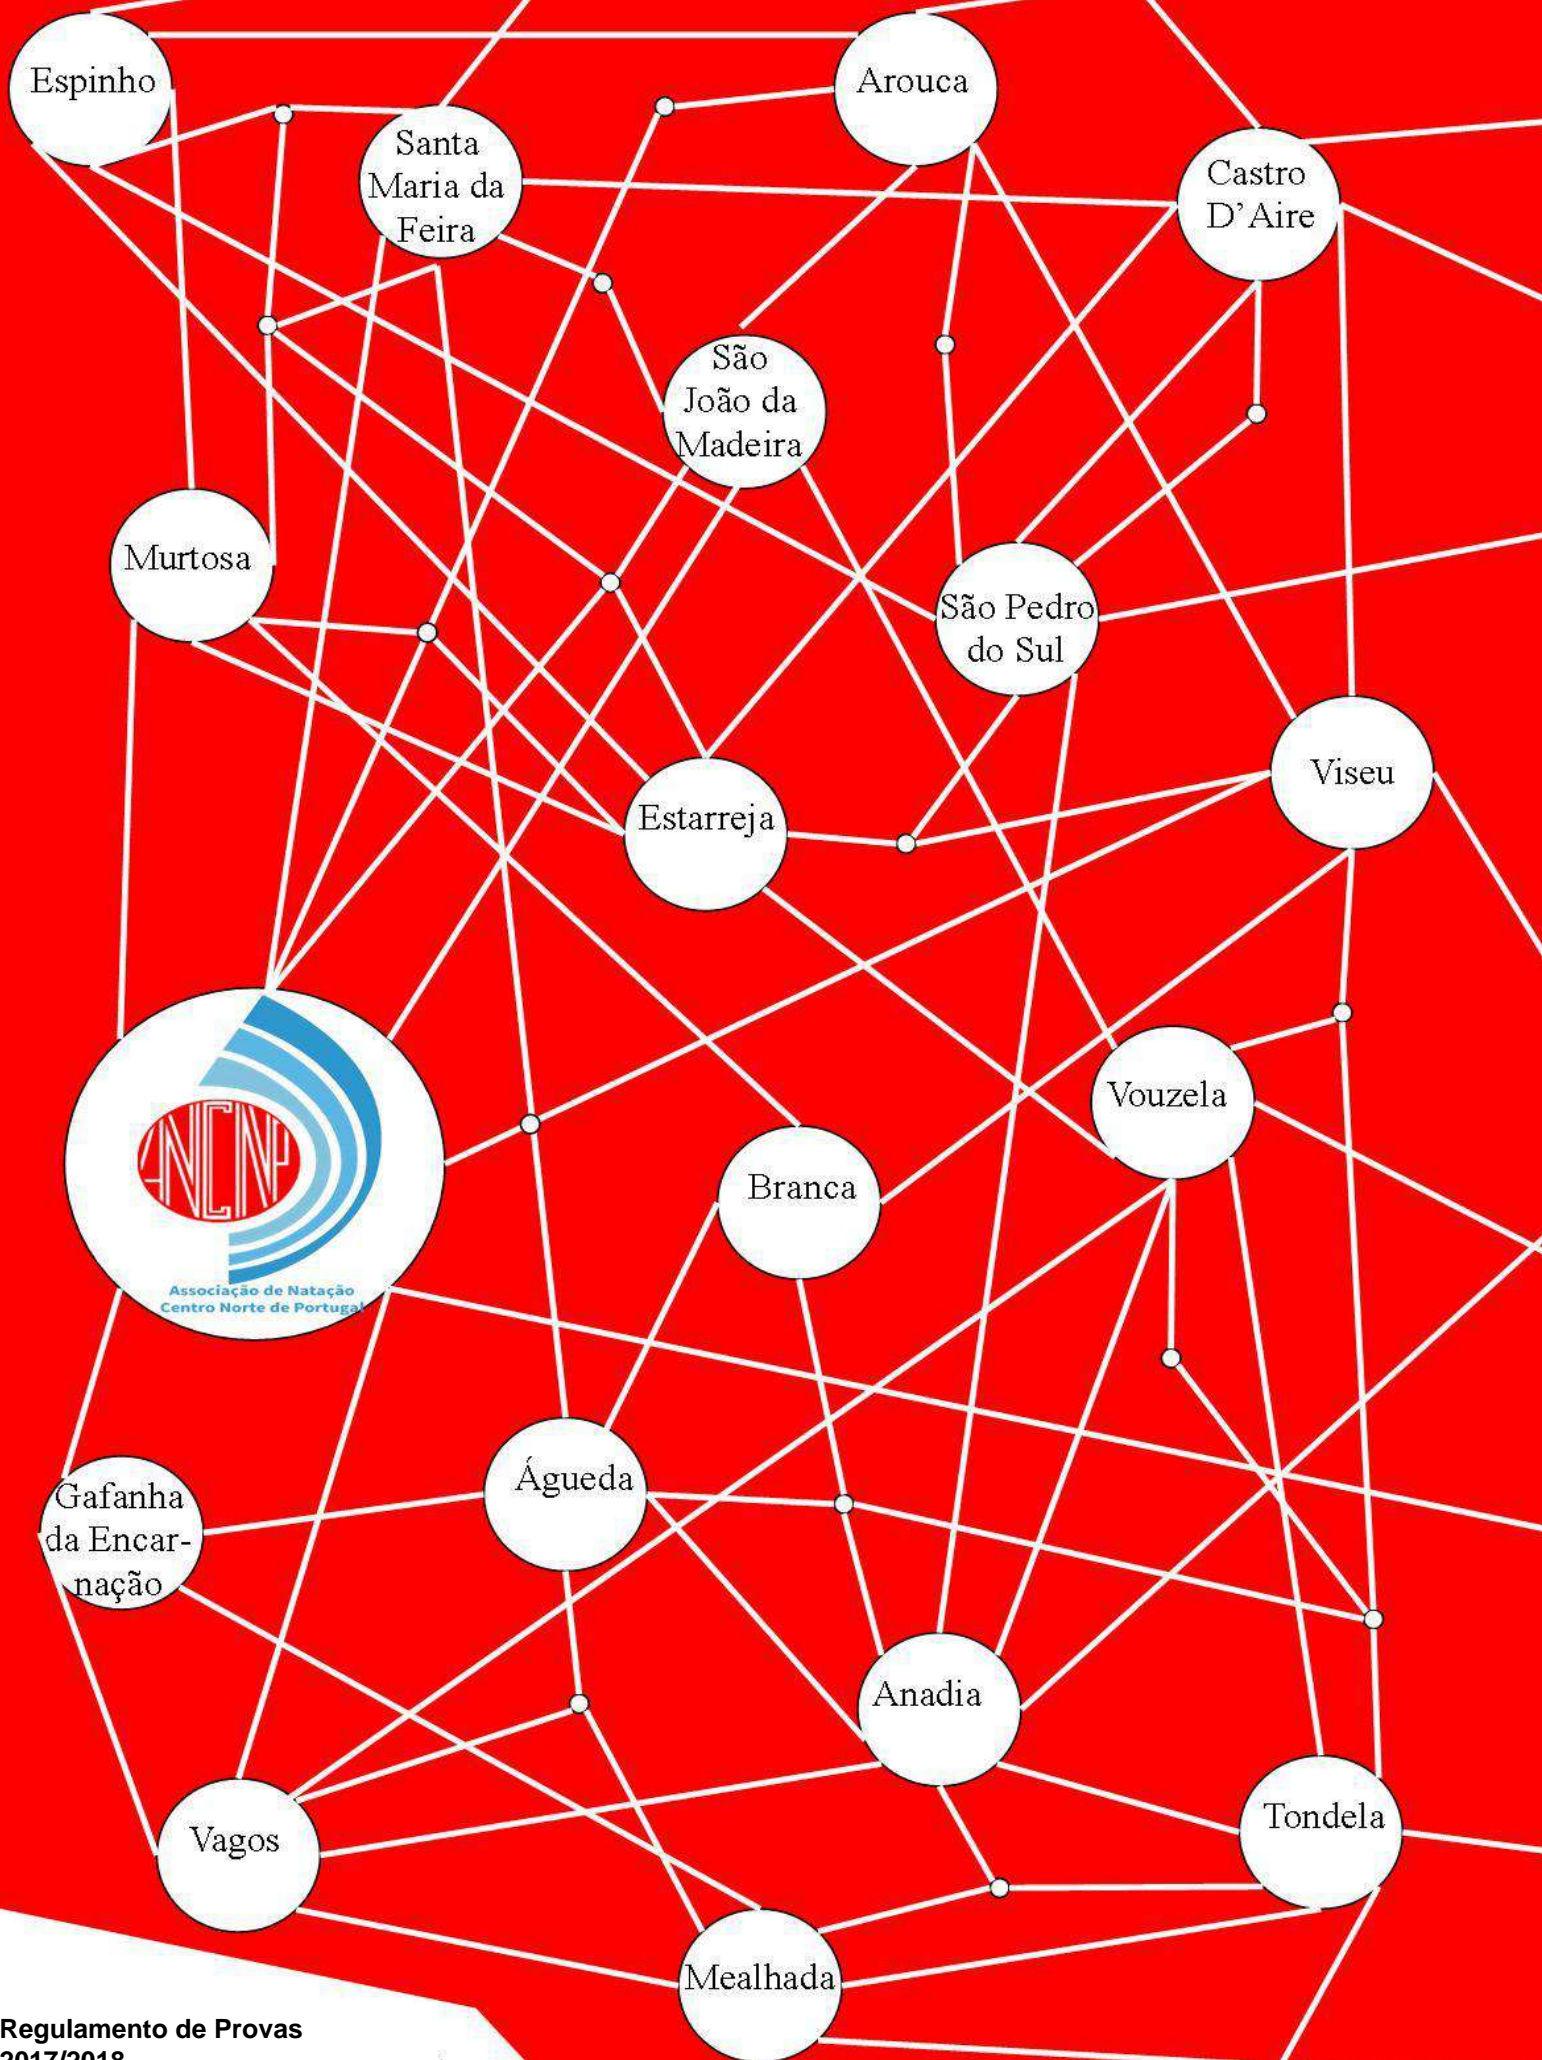 Espinho
Arouca
Santa
Maria da
Feira
Castro
D'Aire
São
João da
Madeira
Murtosa
São Pedro
do Sul
Viseu
Estarreja
Vouzela
ANCNP
Associação de Natação
Centro Norte de Portugal
Branca
Águeda
Gafanha
da Encar-
nação
Anadia
Tondela
Vagos
Mealhada
Regulamento de Provas
2017/2018